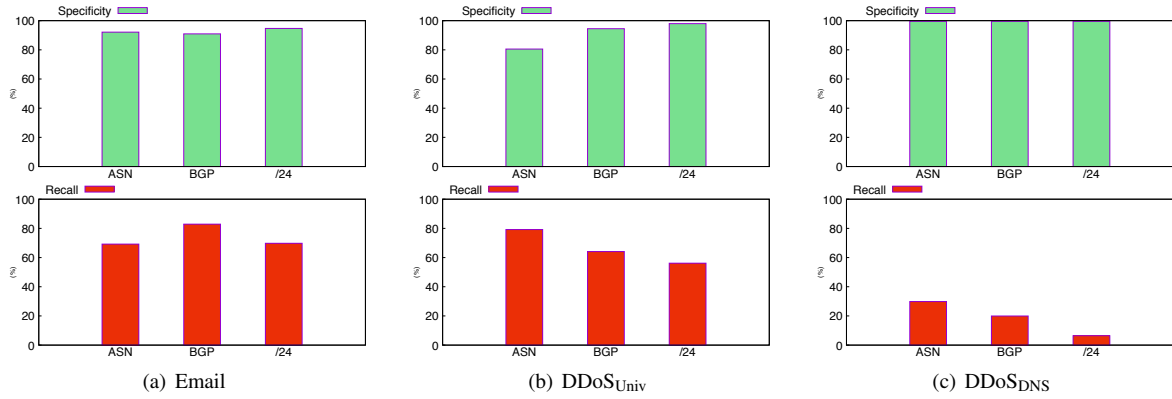 Specificity
100
80
60
40
20
0
(%)
ASN BGP /24
Recall
100
80
60
40
20
0
(%)
ASN BGP /24
(a) Email
Specificity
100
80
60
40
20
0
(%)
ASN BGP /24
Recall
100
80
60
40
20
0
(%)
ASN BGP /24
(b) DDoSUniv
Specificity
100
80
60
40
20
0
(%)
ASN BGP /24
Recall
100
80
60
40
20
0
(%)
ASN BGP /24
(c) DDoSDNS